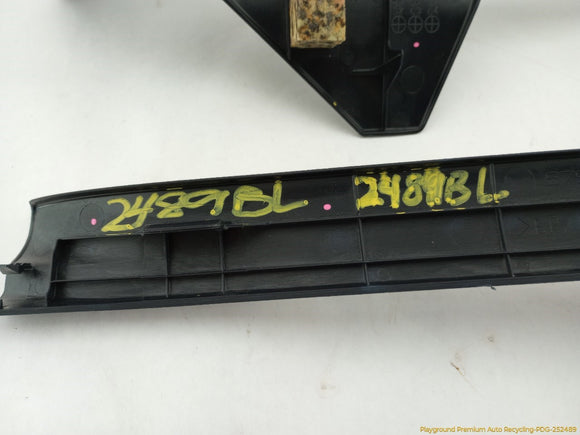 2489BL 2489BL
Playground Premium Auto Recycling-PDG-252489